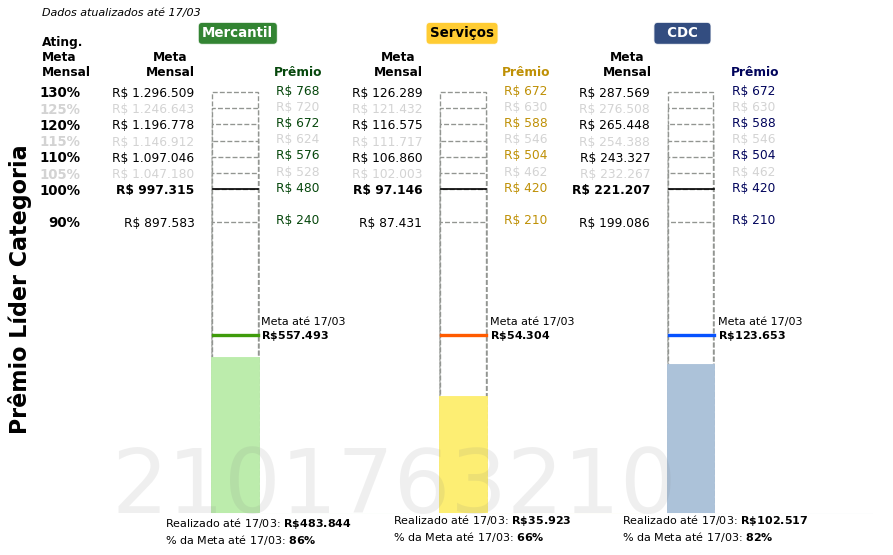 Dados atualizados até 17/03
Mercantil Serviços CDC
Ating. Meta Mensal Meta Mensal Prêmio Meta Mensal Prêmio Meta Mensal Prêmio
130% R$ 1.296.509 R$ 768 R$ 126.289 R$ 672 R$ 287.569 R$ 672
125% R$ 1.246.643 R$ 720 R$ 121.432 R$ 630 R$ 276.508 R$ 630
120% R$ 1.196.778 R$ 672 R$ 116.575 R$ 588 R$ 265.448 R$ 588
115% R$ 1.146.912 R$ 624 R$ 111.717 R$ 546 R$ 254.388 R$ 546
110% R$ 1.097.046 R$ 576 R$ 106.860 R$ 504 R$ 243.327 R$ 504
105% R$ 1.047.180 R$ 528 R$ 102.003 R$ 462 R$ 232.267 R$ 462
100% R$ 997.315 R$ 480 R$ 97.146 R$ 420 R$ 221.207 R$ 420
90% R$ 897.583 R$ 240 R$ 87.431 R$ 210 R$ 199.086 R$ 210
Prêmio Líder Categoria
Meta até 17/03 Meta até 17/03 Meta até 17/03
R$557.493 R$54.304 R$123.653
2101763210
Realizado até 17/03: R$483.844 Realizado até 17/03: R$35.923 Realizado até 17/03: R$102.517
% da Meta até 17/03: 86% % da Meta até 17/03: 66% % da Meta até 17/03: 82%